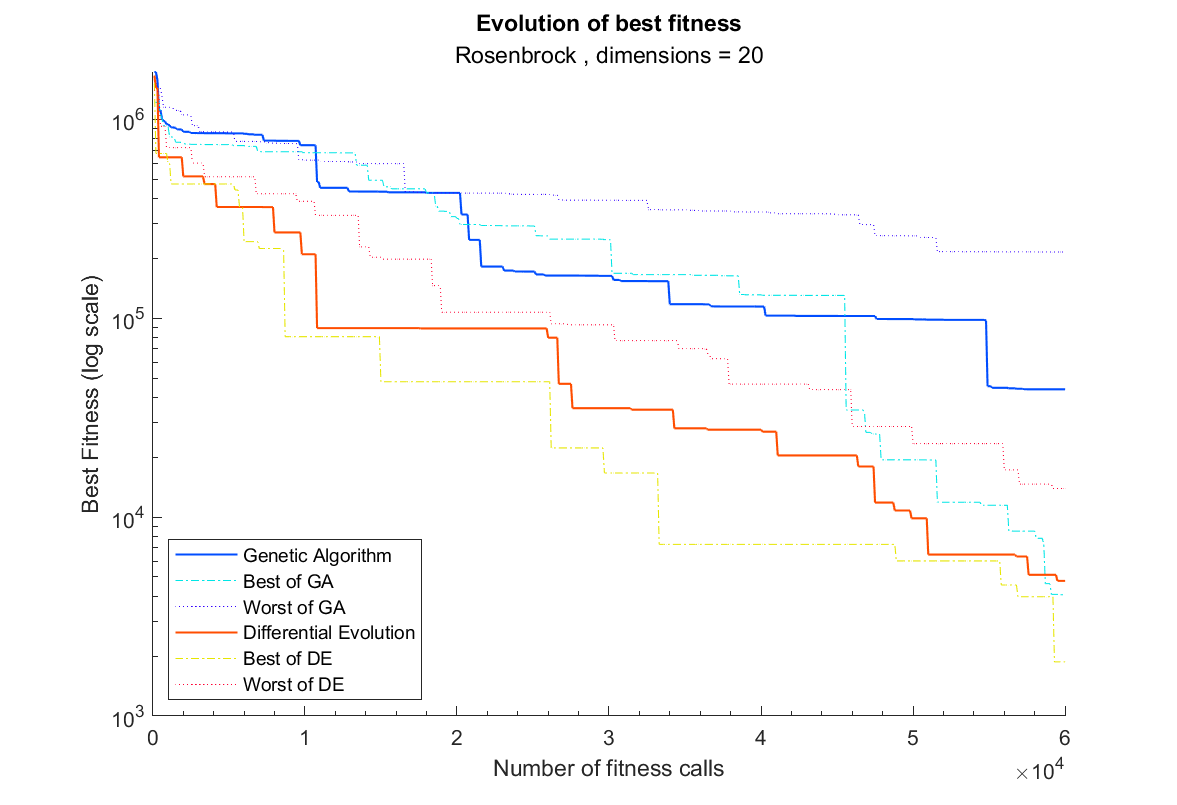 Evolution of best fitness
Rosenbrock , dimensions = 20
Best Fitness (log scale)
10^6
10^5
10^4
10^3
Genetic Algorithm
Best of GA
Worst of GA
Differential Evolution
Best of DE
Worst of DE
0 1 2 3 4 5 6
×10^4
Number of fitness calls